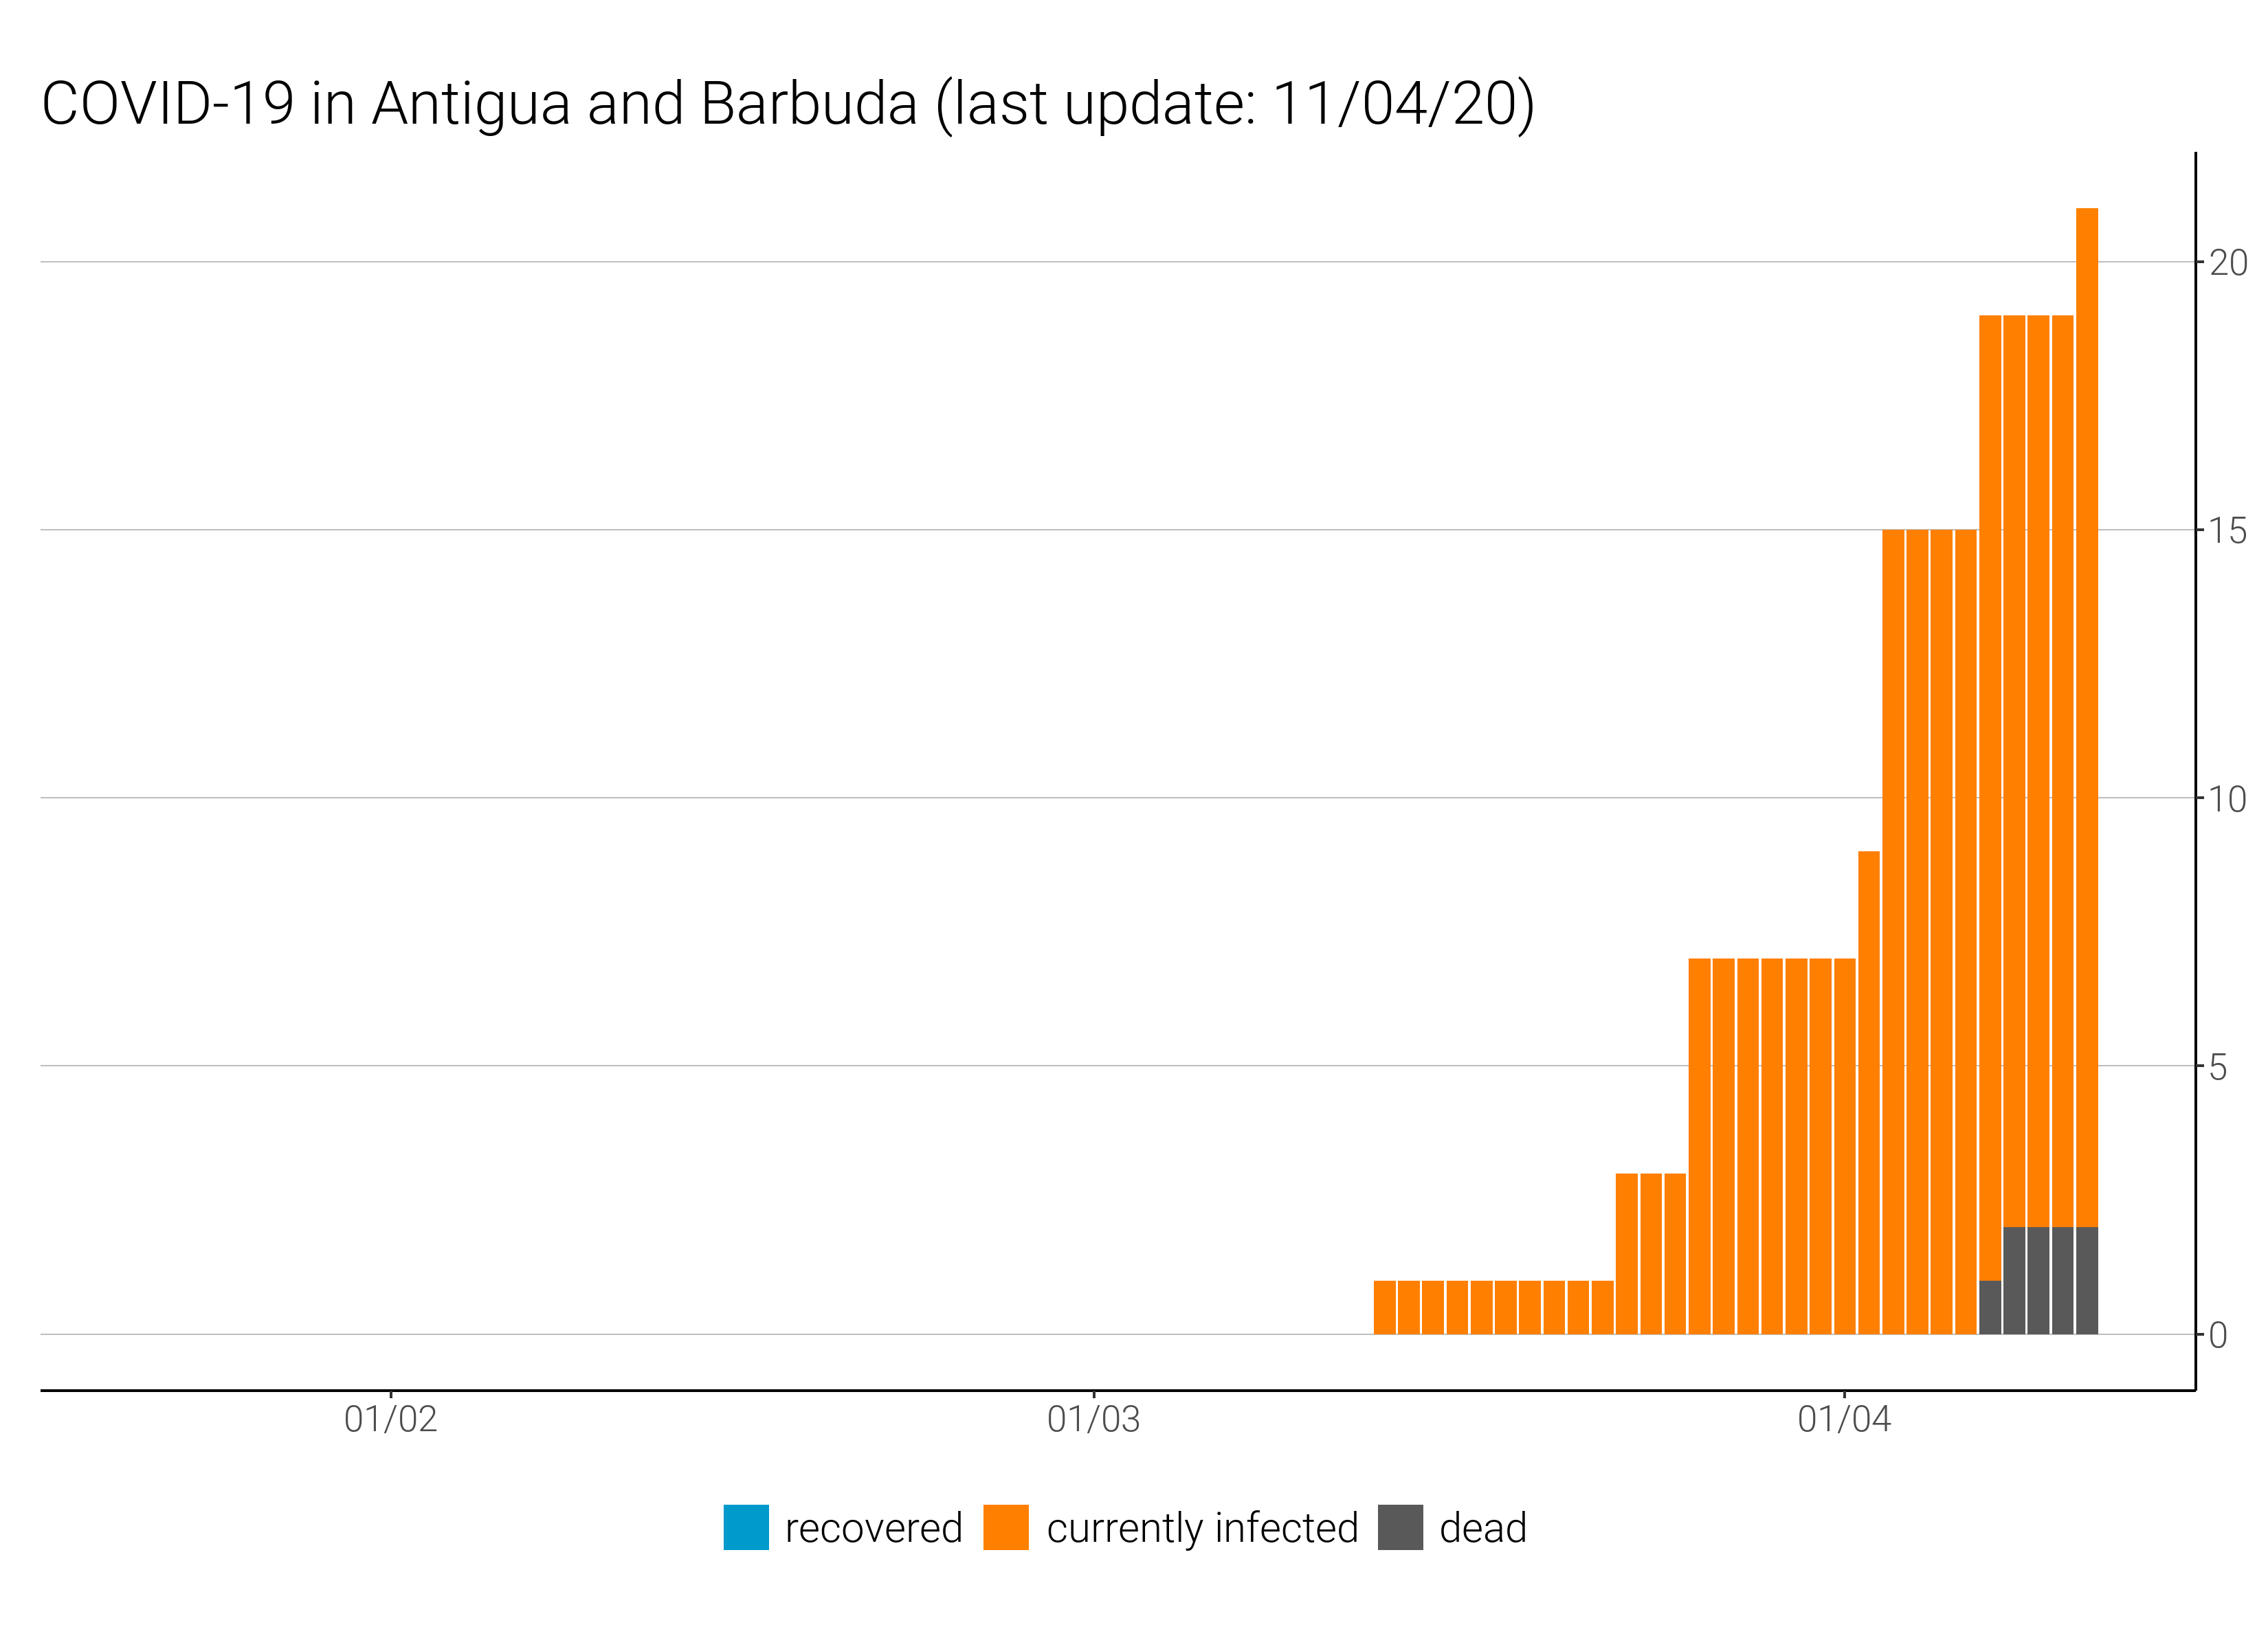 COVID-19 in Antigua and Barbuda (last update: 11/04/20)
20
15
10
5
0
01/02 01/03 01/04
recovered currently infected dead